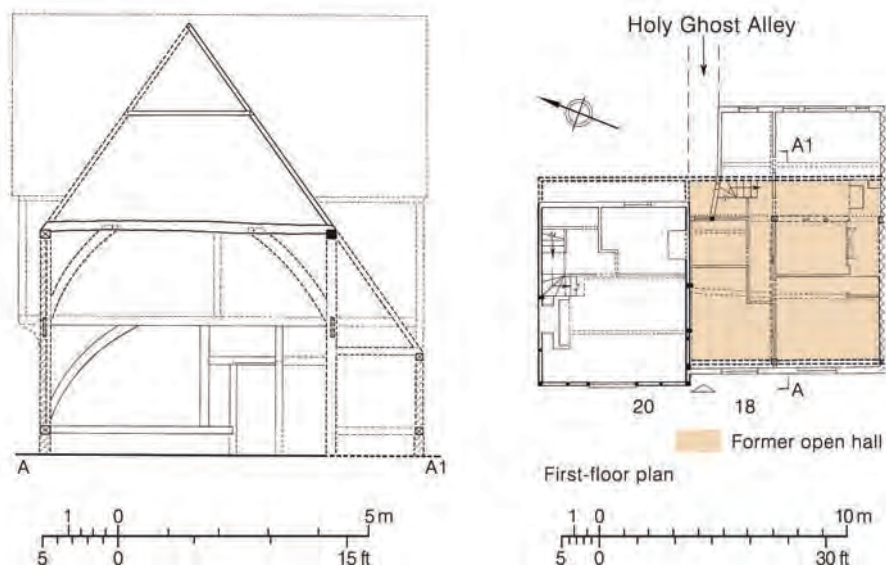 Holy Ghost Alley
A1
A
20
18
Former open hall
First-floor plan
A
A1
1 0 5 m
5 0 15 ft
1 0 10 m
5 0 30 ft